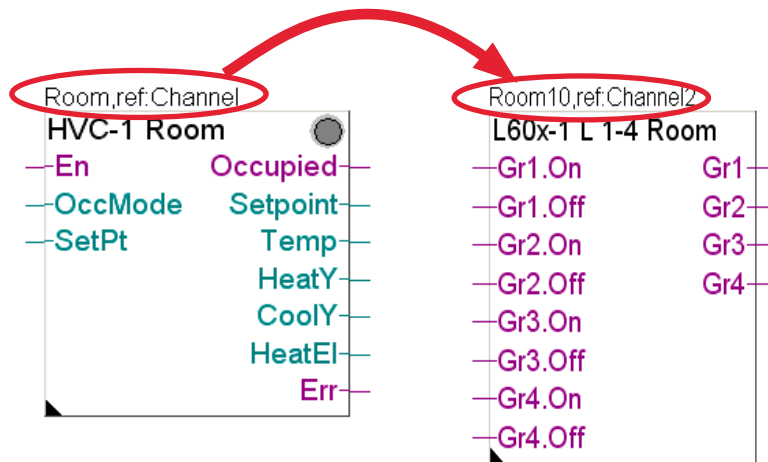 Room,ref:Channel
HVC-1 Room
En
Occupied
OccMode
Setpoint
SetPt
Temp
HeatY
CoolY
HeatEl
Err
Room10,ref:Channel2
L60x-1 L 1-4 Room
Gr1.On
Gr1
Gr1.Off
Gr2
Gr2.On
Gr3
Gr2.Off
Gr4
Gr3.On
Gr3.Off
Gr4.On
Gr4.Off